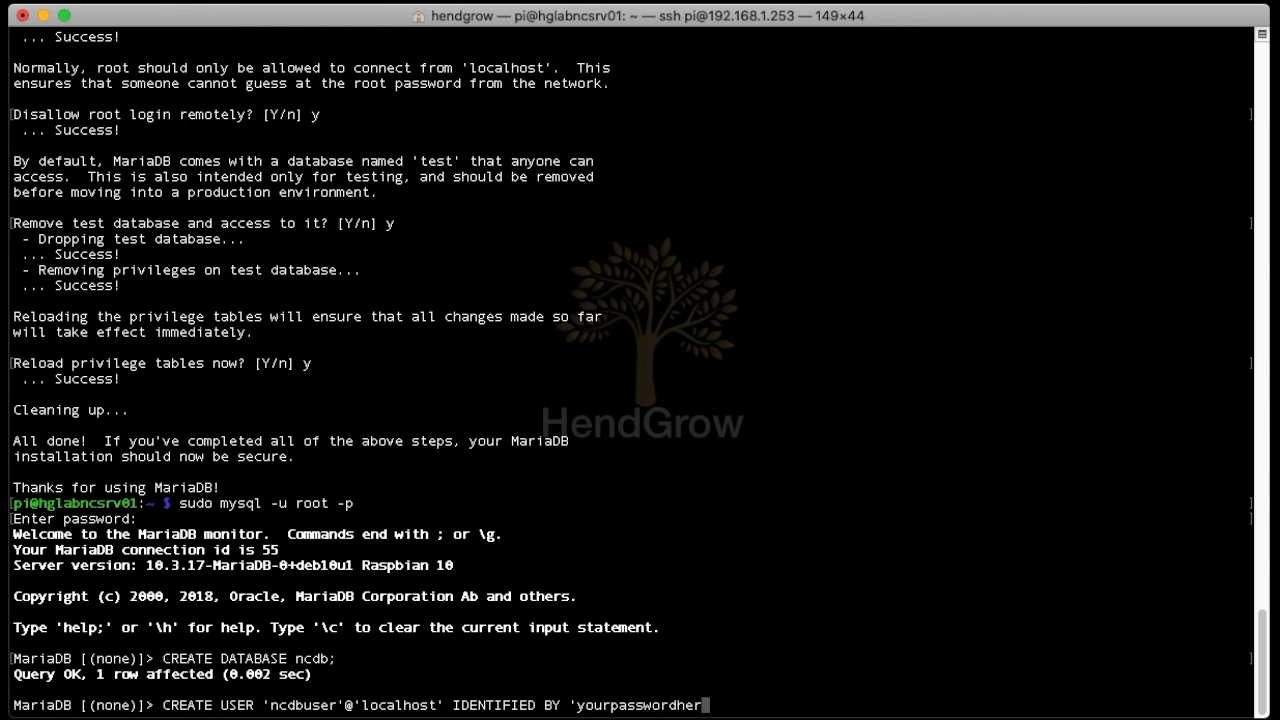 hendgrow — pi@hglabncsrv01: ~ — ssh pi@192.168.1.253 — 149×44
... Success!
Normally, root should only be allowed to connect from 'localhost'.  This
ensures that someone cannot guess at the root password from the network.
[Disallow root login remotely? [Y/n] y ]
... Success!
By default, MariaDB comes with a database named 'test' that anyone can
access.  This is also intended only for testing, and should be removed
before moving into a production environment.
[Remove test database and access to it? [Y/n] y ]
- Dropping test database...
... Success!
- Removing privileges on test database...
... Success!
Reloading the privilege tables will ensure that all changes made so far
will take effect immediately.
[Reload privilege tables now? [Y/n] y ]
... Success!
Cleaning up...
HendGrow
All done!  If you've completed all of the above steps, your MariaDB
installation should now be secure.
Thanks for using MariaDB!
[pi@hglabncsrv01:~ $ sudo mysql -u root -p ]
[Enter password: ]
Welcome to the MariaDB monitor.  Commands end with ; or \g.
Your MariaDB connection id is 55
Server version: 10.3.17-MariaDB-0+deb10u1 Raspbian 10
Copyright (c) 2000, 2018, Oracle, MariaDB Corporation Ab and others.
Type 'help;' or '\h' for help. Type '\c' to clear the current input statement.
[MariaDB [(none)]> CREATE DATABASE ncdb; ]
Query OK, 1 row affected (0.002 sec)
MariaDB [(none)]> CREATE USER 'ncdbuser'@'localhost' IDENTIFIED BY 'yourpasswordher